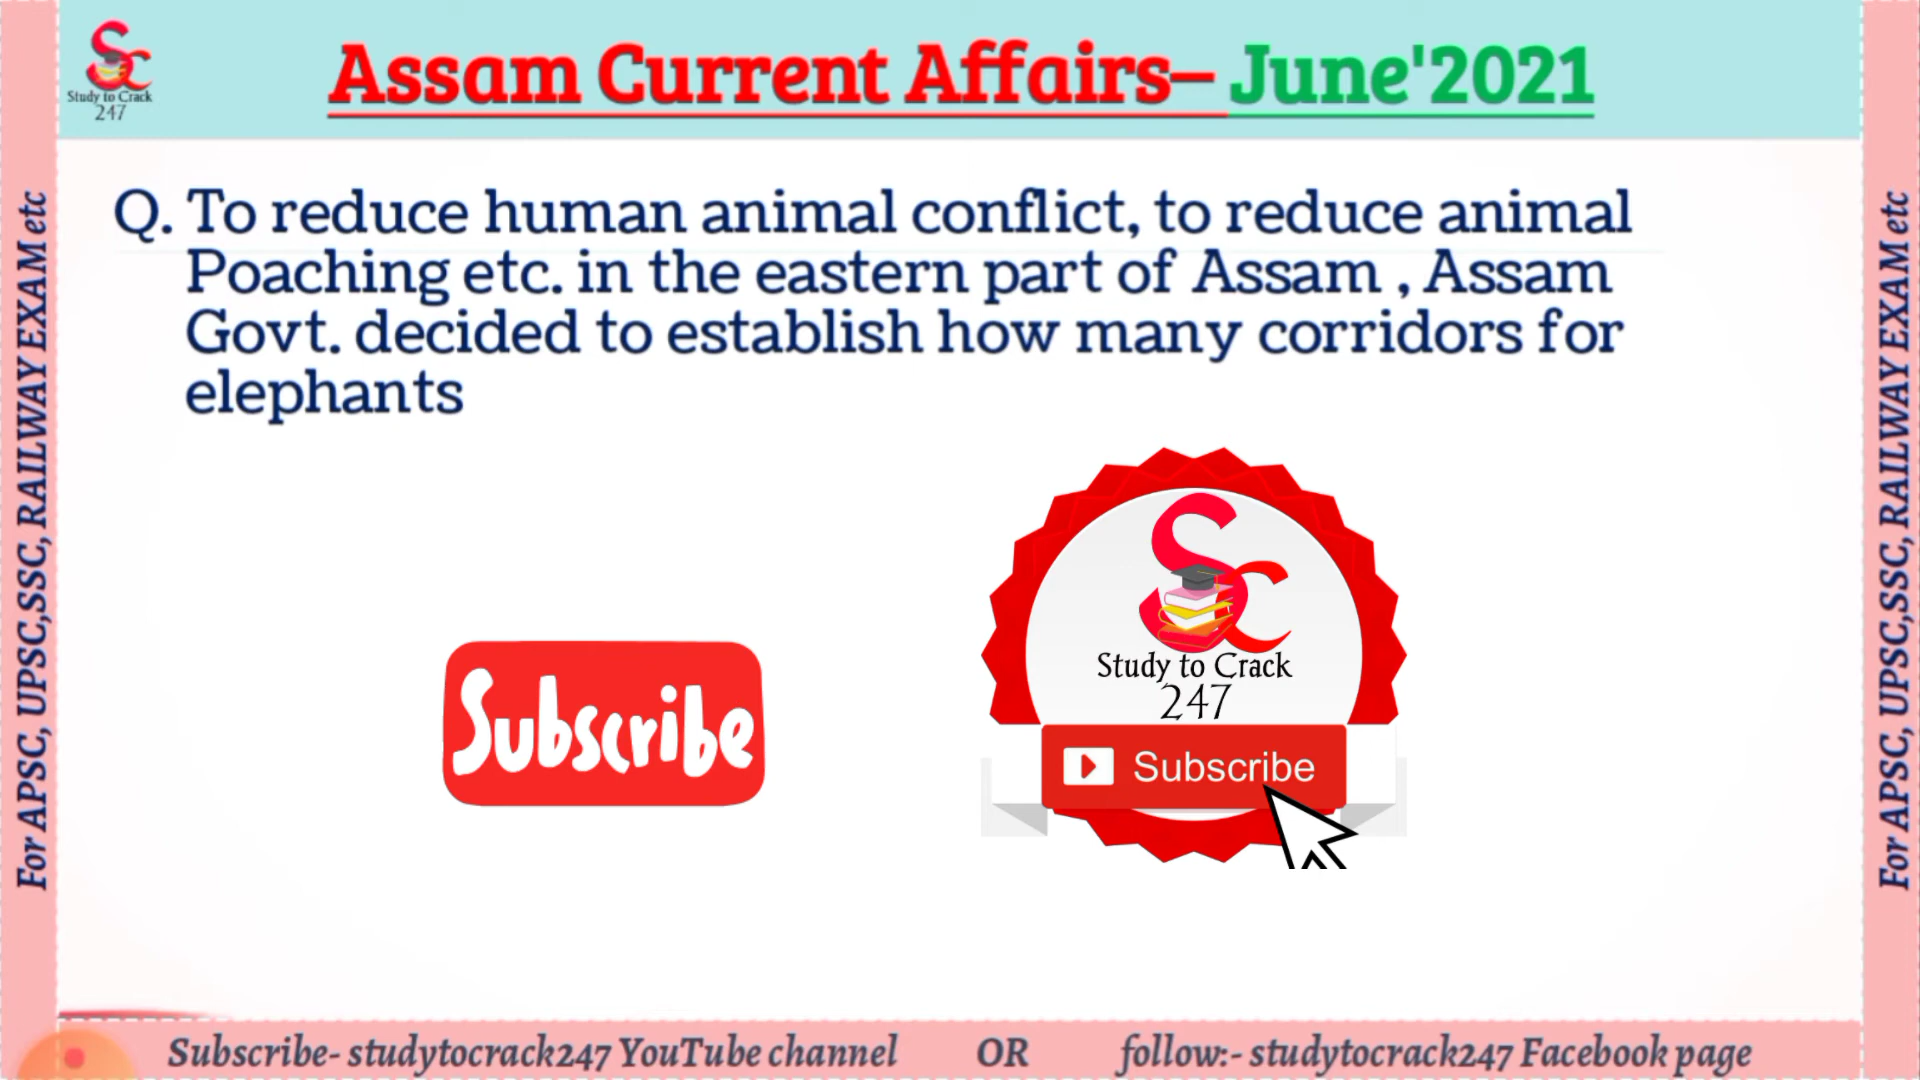 SC
Study to Crack
247
Assam Current Affairs– June'2021
For APSC, UPSC,SSC, RAILWAY EXAM etc
Q. To reduce human animal conflict, to reduce animal
Poaching etc. in the eastern part of Assam , Assam
Govt. decided to establish how many corridors for
elephants
SC
Study to Crack
247
Subscribe
Subscribe
For APSC, UPSC,SSC, RAILWAY EXAM etc
Subscribe- studytocrack247 YouTube channel OR follow:- studytocrack247 Facebook page